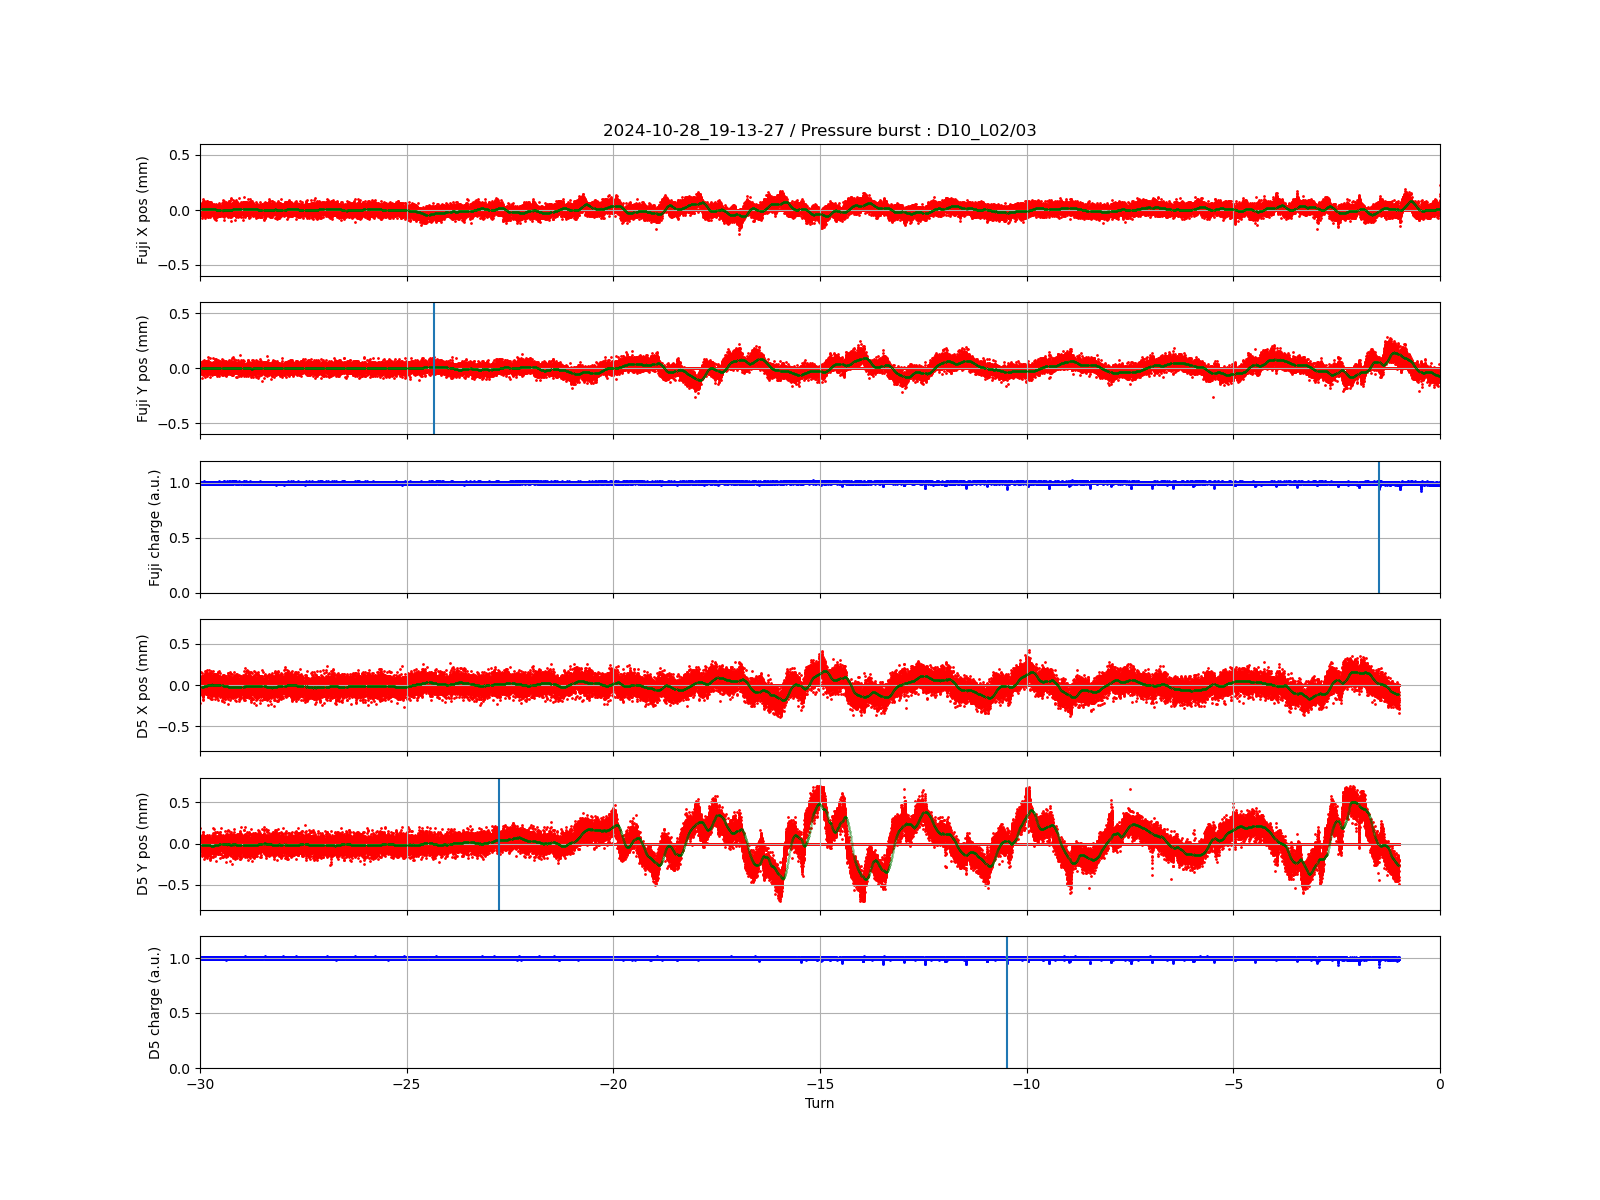 2024-10-28_19-13-27 / Pressure burst : D10_L02/03
Fuji X pos (mm)
0.5
0.0
−0.5
Fuji Y pos (mm)
0.5
0.0
−0.5
Fuji charge (a.u.)
1.0
0.5
0.0
D5 X pos (mm)
0.5
0.0
−0.5
D5 Y pos (mm)
0.5
0.0
−0.5
D5 charge (a.u.)
1.0
0.5
0.0
−30 −25 −20 −15 −10 −5 0
Turn